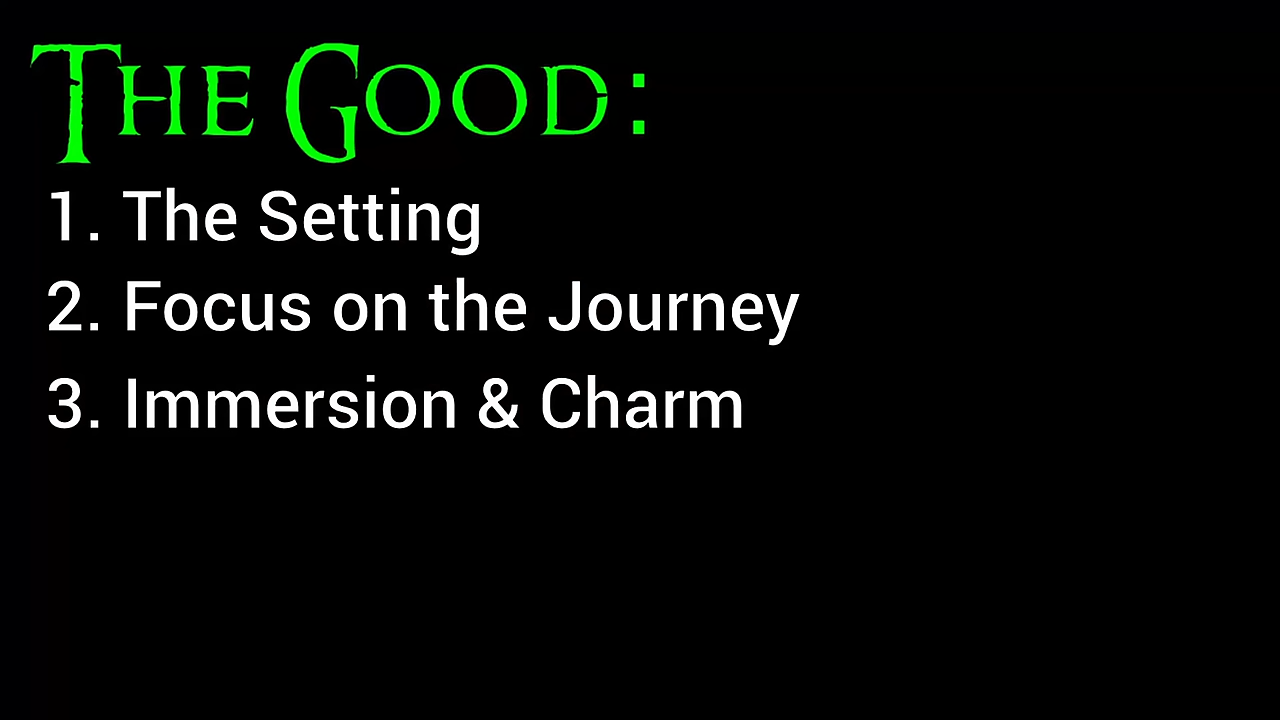 The Good:
1. The Setting
2. Focus on the Journey
3. Immersion & Charm